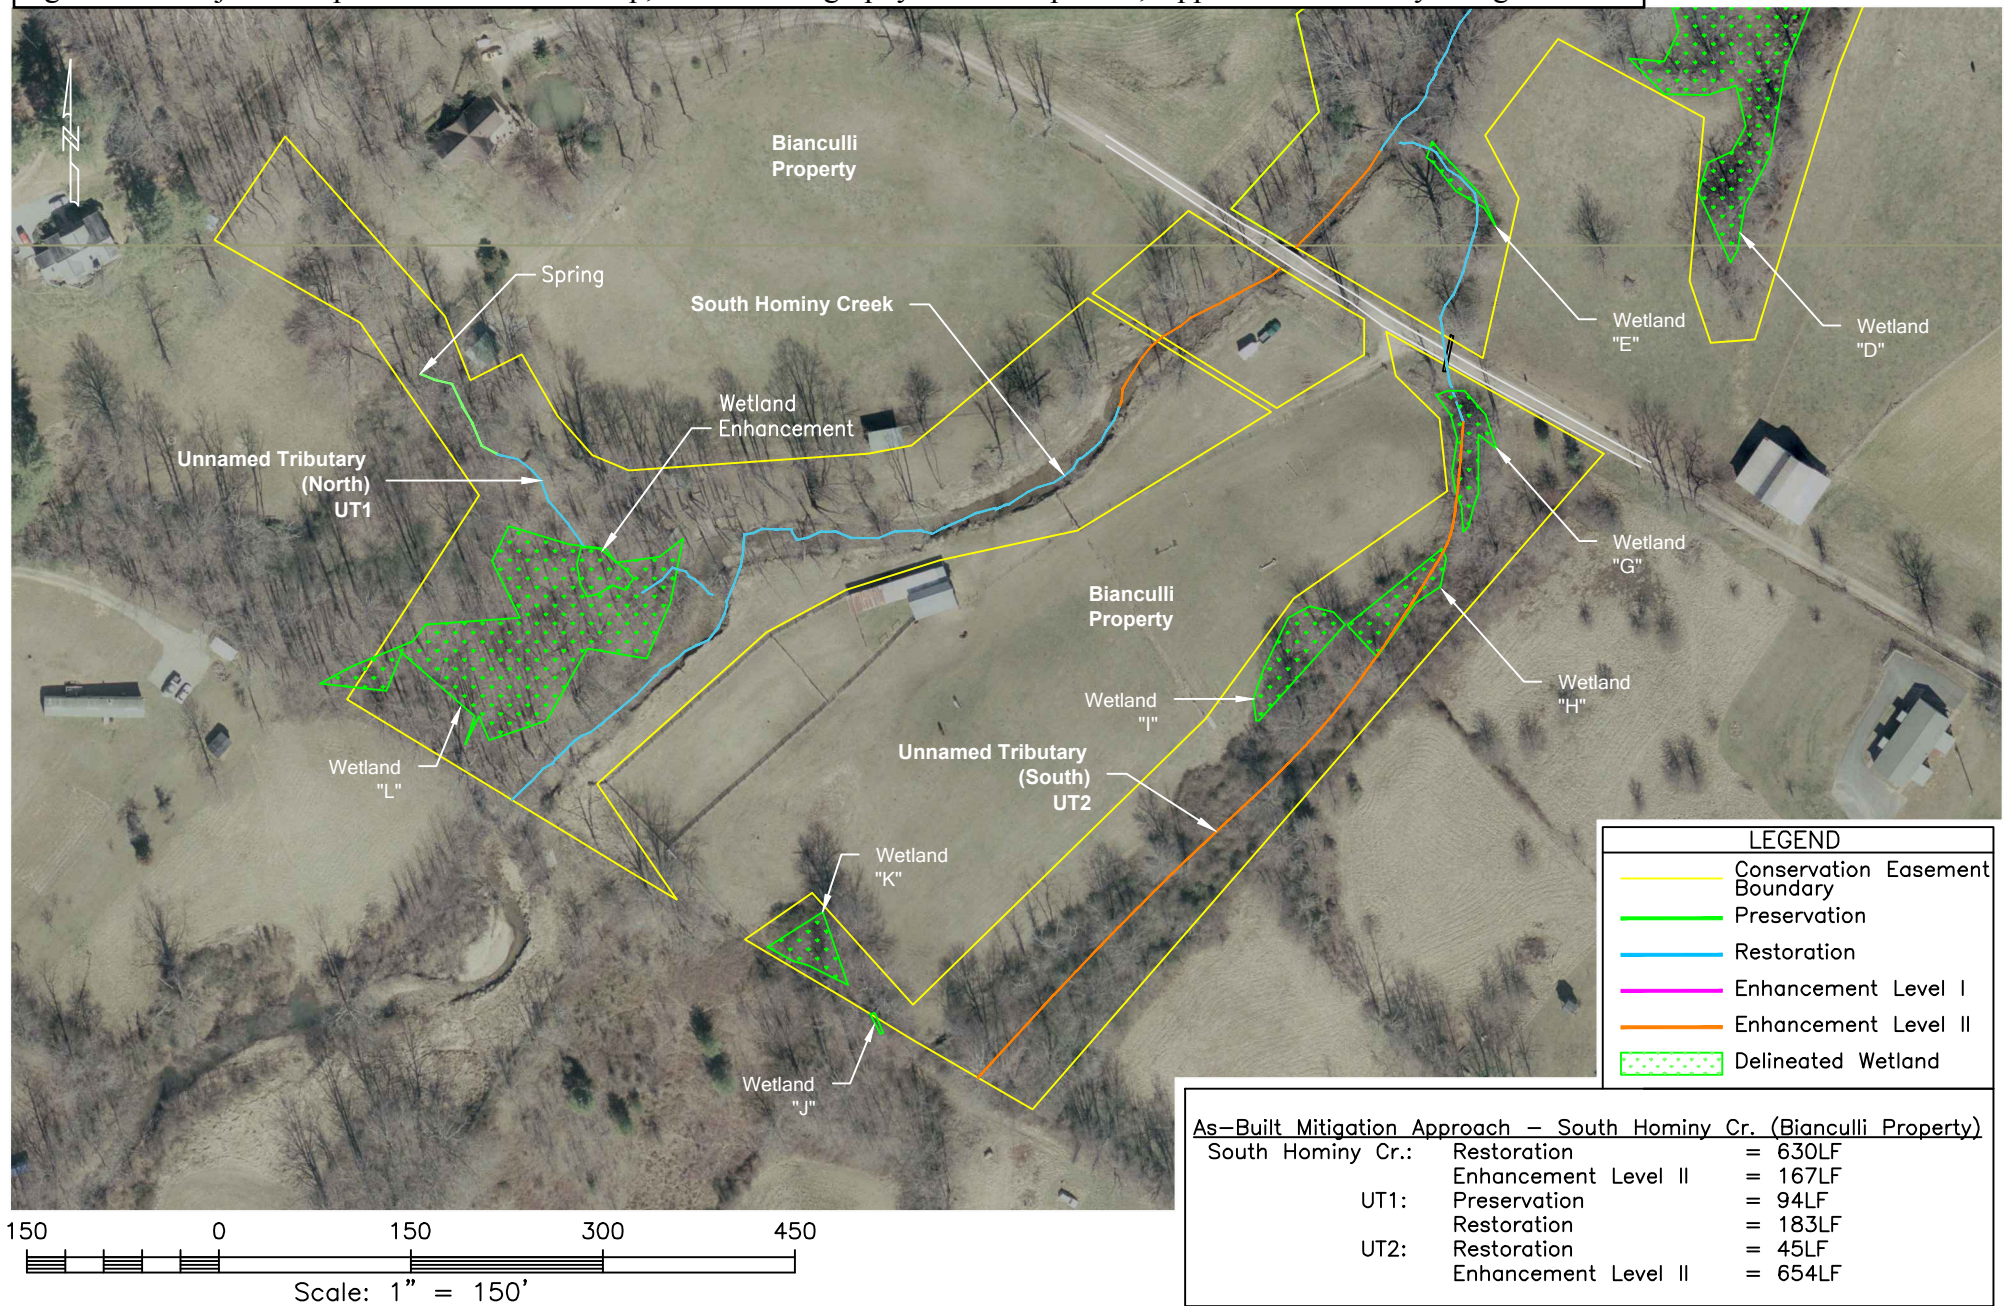 Bianculli
Property
Spring
South Hominy Creek
Wetland
"E"
Wetland
"D"
Wetland
Enhancement
Unnamed Tributary
(North)
UT1
Wetland
"G"
Bianculli
Property
Wetland
"I"
Wetland
"H"
Unnamed Tributary
(South)
UT2
Wetland
"L"
Wetland
"K"
Wetland
"J"
N
LEGEND
Conservation Easement
Boundary
Preservation
Restoration
Enhancement Level I
Enhancement Level II
Delineated Wetland
As-Built Mitigation Approach - South Hominy Cr. (Bianculli Property)
South Hominy Cr.: Restoration = 630LF
Enhancement Level II = 167LF
UT1: Preservation = 94LF
Restoration = 183LF
UT2: Restoration = 45LF
Enhancement Level II = 654LF
150 0 150 300 450
Scale: 1" = 150'